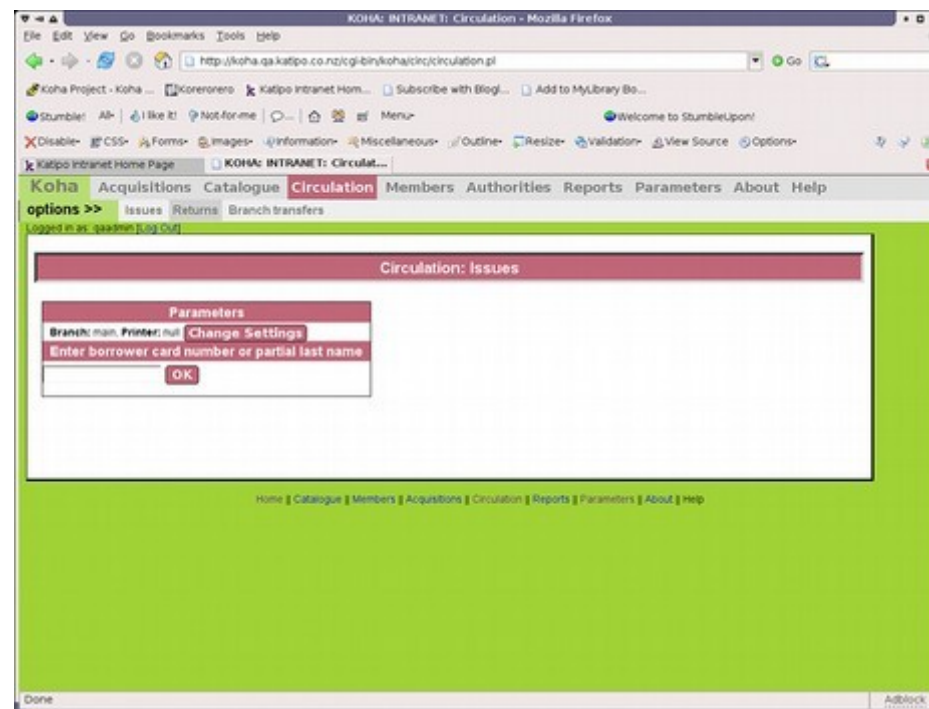 KOHA: INTRANET: Circulation - Mozilla Firefox
File Edit View Go Bookmarks Tools Help
http://koha.qa.katipo.co.nz/cgi-bin/koha/circ/circulation.pl Go
Koha Project - Koha ... Korerorero Katipo Intranet Hom... Subscribe with Blogl... Add to MyLibrary Bo...
Stumble! All I like it! Not-for-me Menu Welcome to StumbleUpon!
Disable CSS Forms Images Information Miscellaneous Outline Resize Validation View Source Options
Katipo Intranet Home Page KOHA: INTRANET: Circulat...
Koha Acquisitions Catalogue Circulation Members Authorities Reports Parameters About Help
options >> Issues Returns Branch transfers
Logged in as: qaadmin [Log Out]
Circulation: Issues
Parameters
Branch: main, Printer: null Change Settings
Enter borrower card number or partial last name
OK
Home || Catalogue || Members || Acquisitions || Circulation || Reports || Parameters || About || Help
Done Adblock